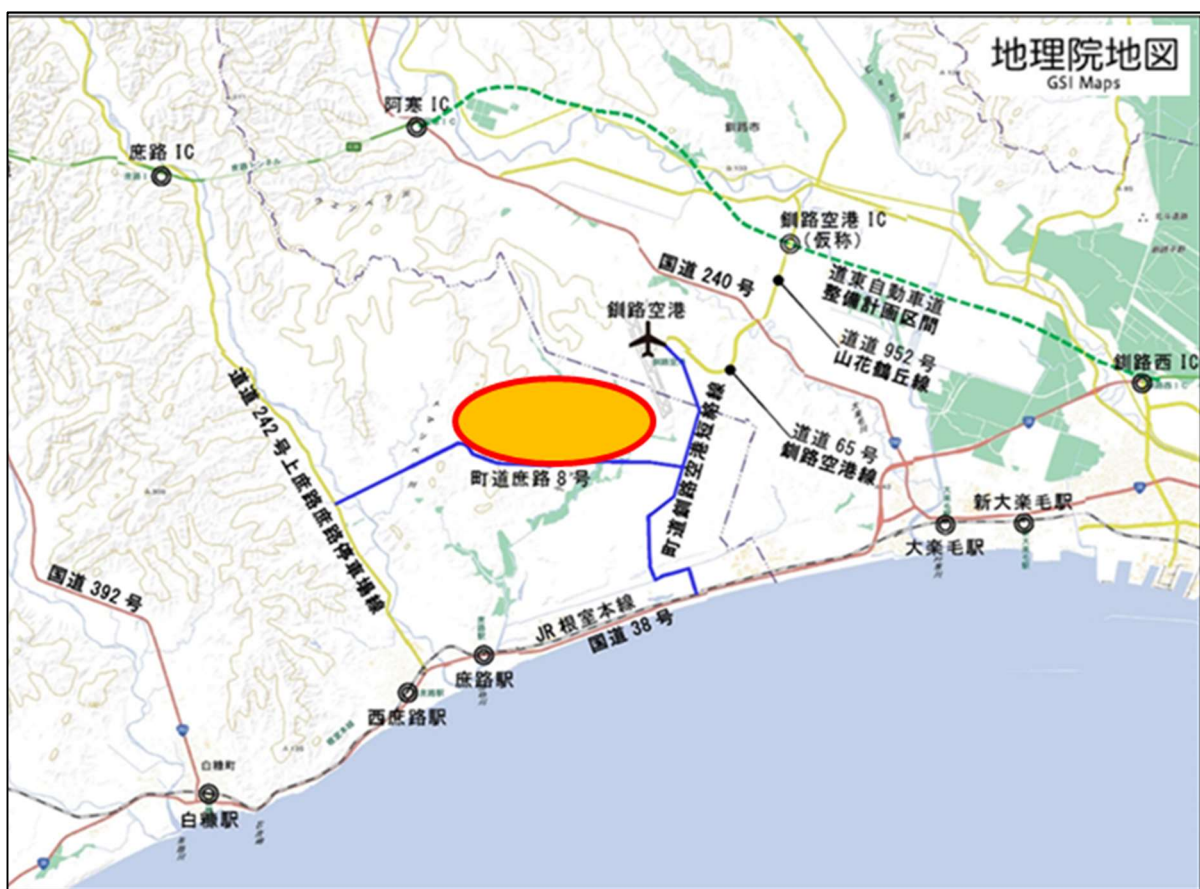 地理院地図
GSI Maps
阿寒 IC
庶路 IC
釧路市
釧路空港 IC
(仮称)
国道 240 号
道東自動車道
整備計画区間
釧路空港
道道 952 号
山花鶴丘線
釧路西 IC
道道 242 号上庶路庶路停車場線
町道釧路空港短絡線
道道 65 号
釧路空港線
町道庶路 8 号
新大楽毛駅
大楽毛駅
国道 392 号
JR 根室本線
国道 38 号
庶路駅
西庶路駅
白糠町
白糠駅